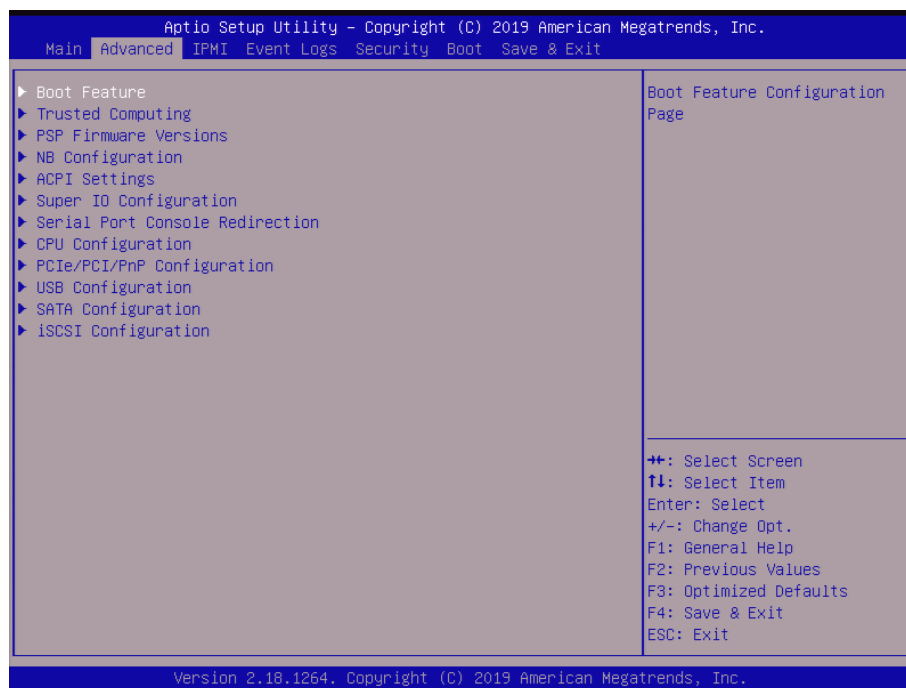 Aptio Setup Utility – Copyright (C) 2019 American Megatrends, Inc.
Main Advanced IPMI Event Logs Security Boot Save & Exit
▶ Boot Feature
▶ Trusted Computing
▶ PSP Firmware Versions
▶ NB Configuration
▶ ACPI Settings
▶ Super IO Configuration
▶ Serial Port Console Redirection
▶ CPU Configuration
▶ PCIe/PCI/PnP Configuration
▶ USB Configuration
▶ SATA Configuration
▶ iSCSI Configuration
Boot Feature Configuration
Page
→←: Select Screen
↑↓: Select Item
Enter: Select
+/-: Change Opt.
F1: General Help
F2: Previous Values
F3: Optimized Defaults
F4: Save & Exit
ESC: Exit
Version 2.18.1264. Copyright (C) 2019 American Megatrends, Inc.